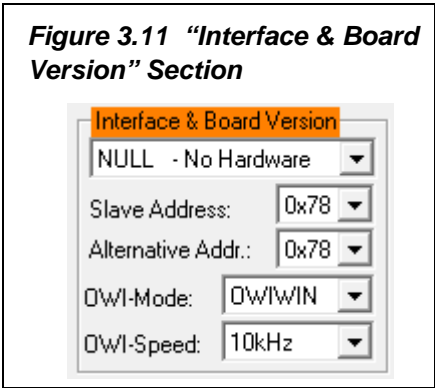 Figure 3.11 “Interface & Board
Version” Section
Interface & Board Version
NULL - No Hardware
Slave Address: 0x78
Alternative Addr.: 0x78
OWI-Mode: OWIWIN
OWI-Speed: 10kHz